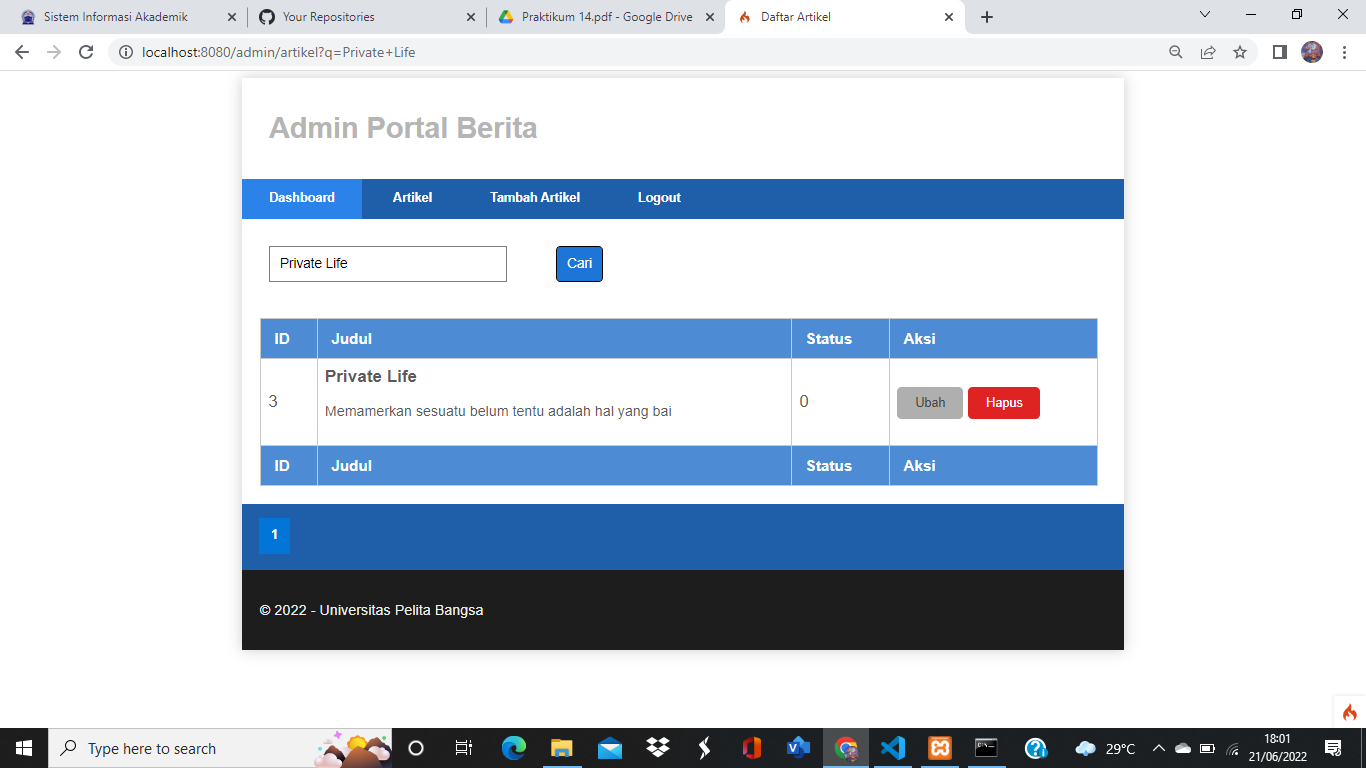 Sistem Informasi Akademik
Your Repositories
Praktikum 14.pdf - Google Drive
Daftar Artikel
localhost:8080/admin/artikel?q=Private+Life
Admin Portal Berita
Dashboard Artikel Tambah Artikel Logout
Private Life Cari
ID Judul Status Aksi
Private Life
3 0 Ubah Hapus
Memamerkan sesuatu belum tentu adalah hal yang bai
ID Judul Status Aksi
1
© 2022 - Universitas Pelita Bangsa
Type here to search
29°C
18:01
21/06/2022